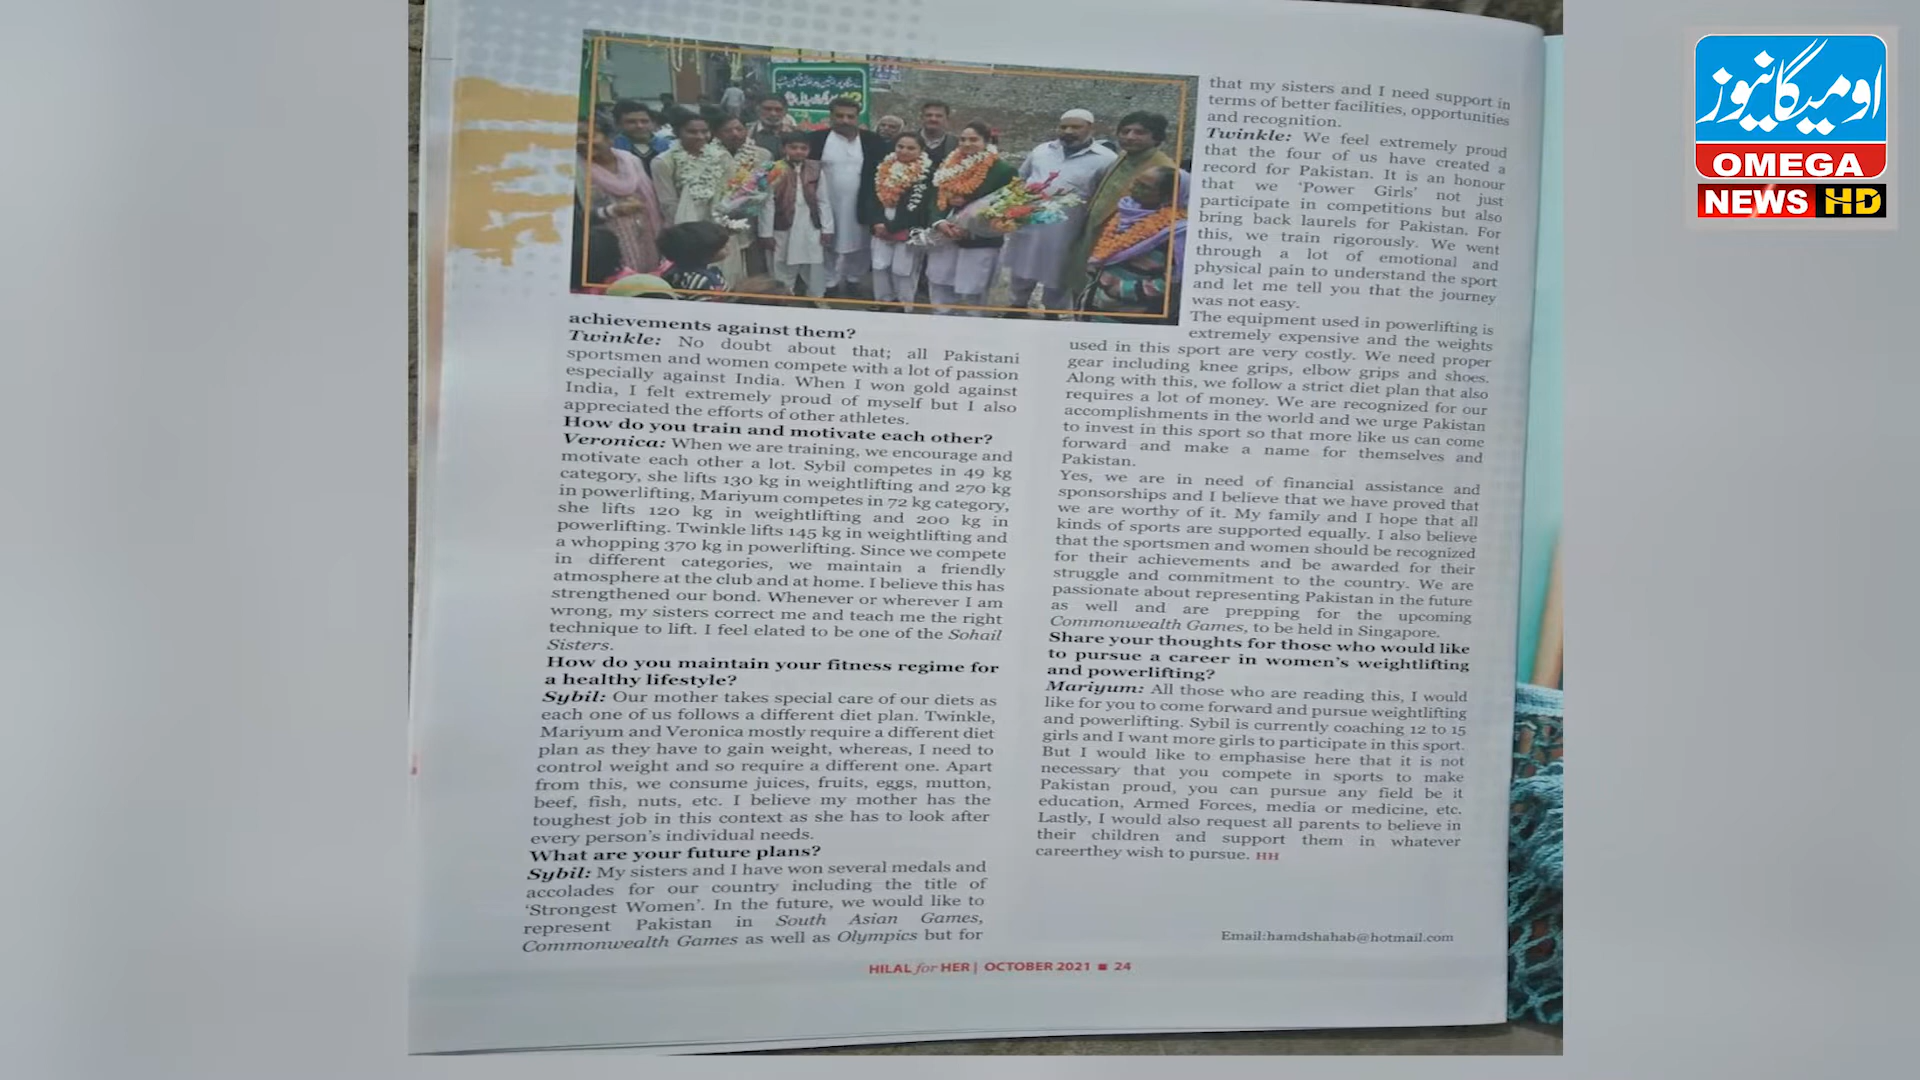 achievements against them?
Twinkle: No doubt about that; all Pakistani
sportsmen and women compete with a lot of passion
especially against India. When I won gold against
India, I felt extremely proud of myself but I also
appreciated the efforts of other athletes.
How do you train and motivate each other?
Veronica: When we are training, we encourage and
motivate each other a lot. Sybil competes in 49 kg
category, she lifts 130 kg in weightlifting and 270 kg
in powerlifting, Mariyum competes in 72 kg category,
she lifts 120 kg in weightlifting and 200 kg in
powerlifting. Twinkle lifts 145 kg in weightlifting and
a whopping 370 kg in powerlifting. Since we compete
in different categories, we maintain a friendly
atmosphere at the club and at home. I believe this has
strengthened our bond. Whenever or wherever I am
wrong, my sisters correct me and teach me the right
technique to lift. I feel elated to be one of the Sohail
Sisters.
How do you maintain your fitness regime for
a healthy lifestyle?
Sybil: Our mother takes special care of our diets as
each one of us follows a different diet plan. Twinkle,
Mariyum and Veronica mostly require a different diet
plan as they have to gain weight, whereas, I need to
control weight and so require a different one. Apart
from this, we consume juices, fruits, eggs, mutton,
beef, fish, nuts, etc. I believe my mother has the
toughest job in this context as she has to look after
every person's individual needs.
What are your future plans?
Sybil: My sisters and I have won several medals and
accolades for our country including the title of
'Strongest Women'. In the future, we would like to
represent Pakistan in South Asian Games,
Commonwealth Games as well as Olympics but for
that my sisters and I need support in
terms of better facilities, opportunities
and recognition.
Twinkle: We feel extremely proud
that the four of us have created a
record for Pakistan. It is an honour
that we 'Power Girls' not just
participate in competitions but also
bring back laurels for Pakistan. For
this, we train rigorously. We went
through a lot of emotional and
physical pain to understand the sport
and let me tell you that the journey
was not easy.
The equipment used in powerlifting is
extremely expensive and the weights
used in this sport are very costly. We need proper
gear including knee grips, elbow grips and shoes.
Along with this, we follow a strict diet plan that also
requires a lot of money. We are recognized for our
accomplishments in the world and we urge Pakistan
to invest in this sport so that more like us can come
forward and make a name for themselves and
Pakistan.
Yes, we are in need of financial assistance and
sponsorships and I believe that we have proved that
we are worthy of it. My family and I hope that all
kinds of sports are supported equally. I also believe
that the sportsmen and women should be recognized
for their achievements and be awarded for their
struggle and commitment to the country. We are
passionate about representing Pakistan in the future
as well and are prepping for the upcoming
Commonwealth Games, to be held in Singapore.
Share your thoughts for those who would like
to pursue a career in women's weightlifting
and powerlifting?
Mariyum: All those who are reading this, I would
like for you to come forward and pursue weightlifting
and powerlifting. Sybil is currently coaching 12 to 15
girls and I want more girls to participate in this sport.
But I would like to emphasise here that it is not
necessary that you compete in sports to make
Pakistan proud, you can pursue any field be it
education, Armed Forces, media or medicine, etc.
Lastly, I would also request all parents to believe in
their children and support them in whatever
careerthey wish to pursue. HH
Email:hamdshahab@hotmail.com
HILAL for HER | OCTOBER 2021 ■ 24
اومیگا نیوز
OMEGA
NEWS HD